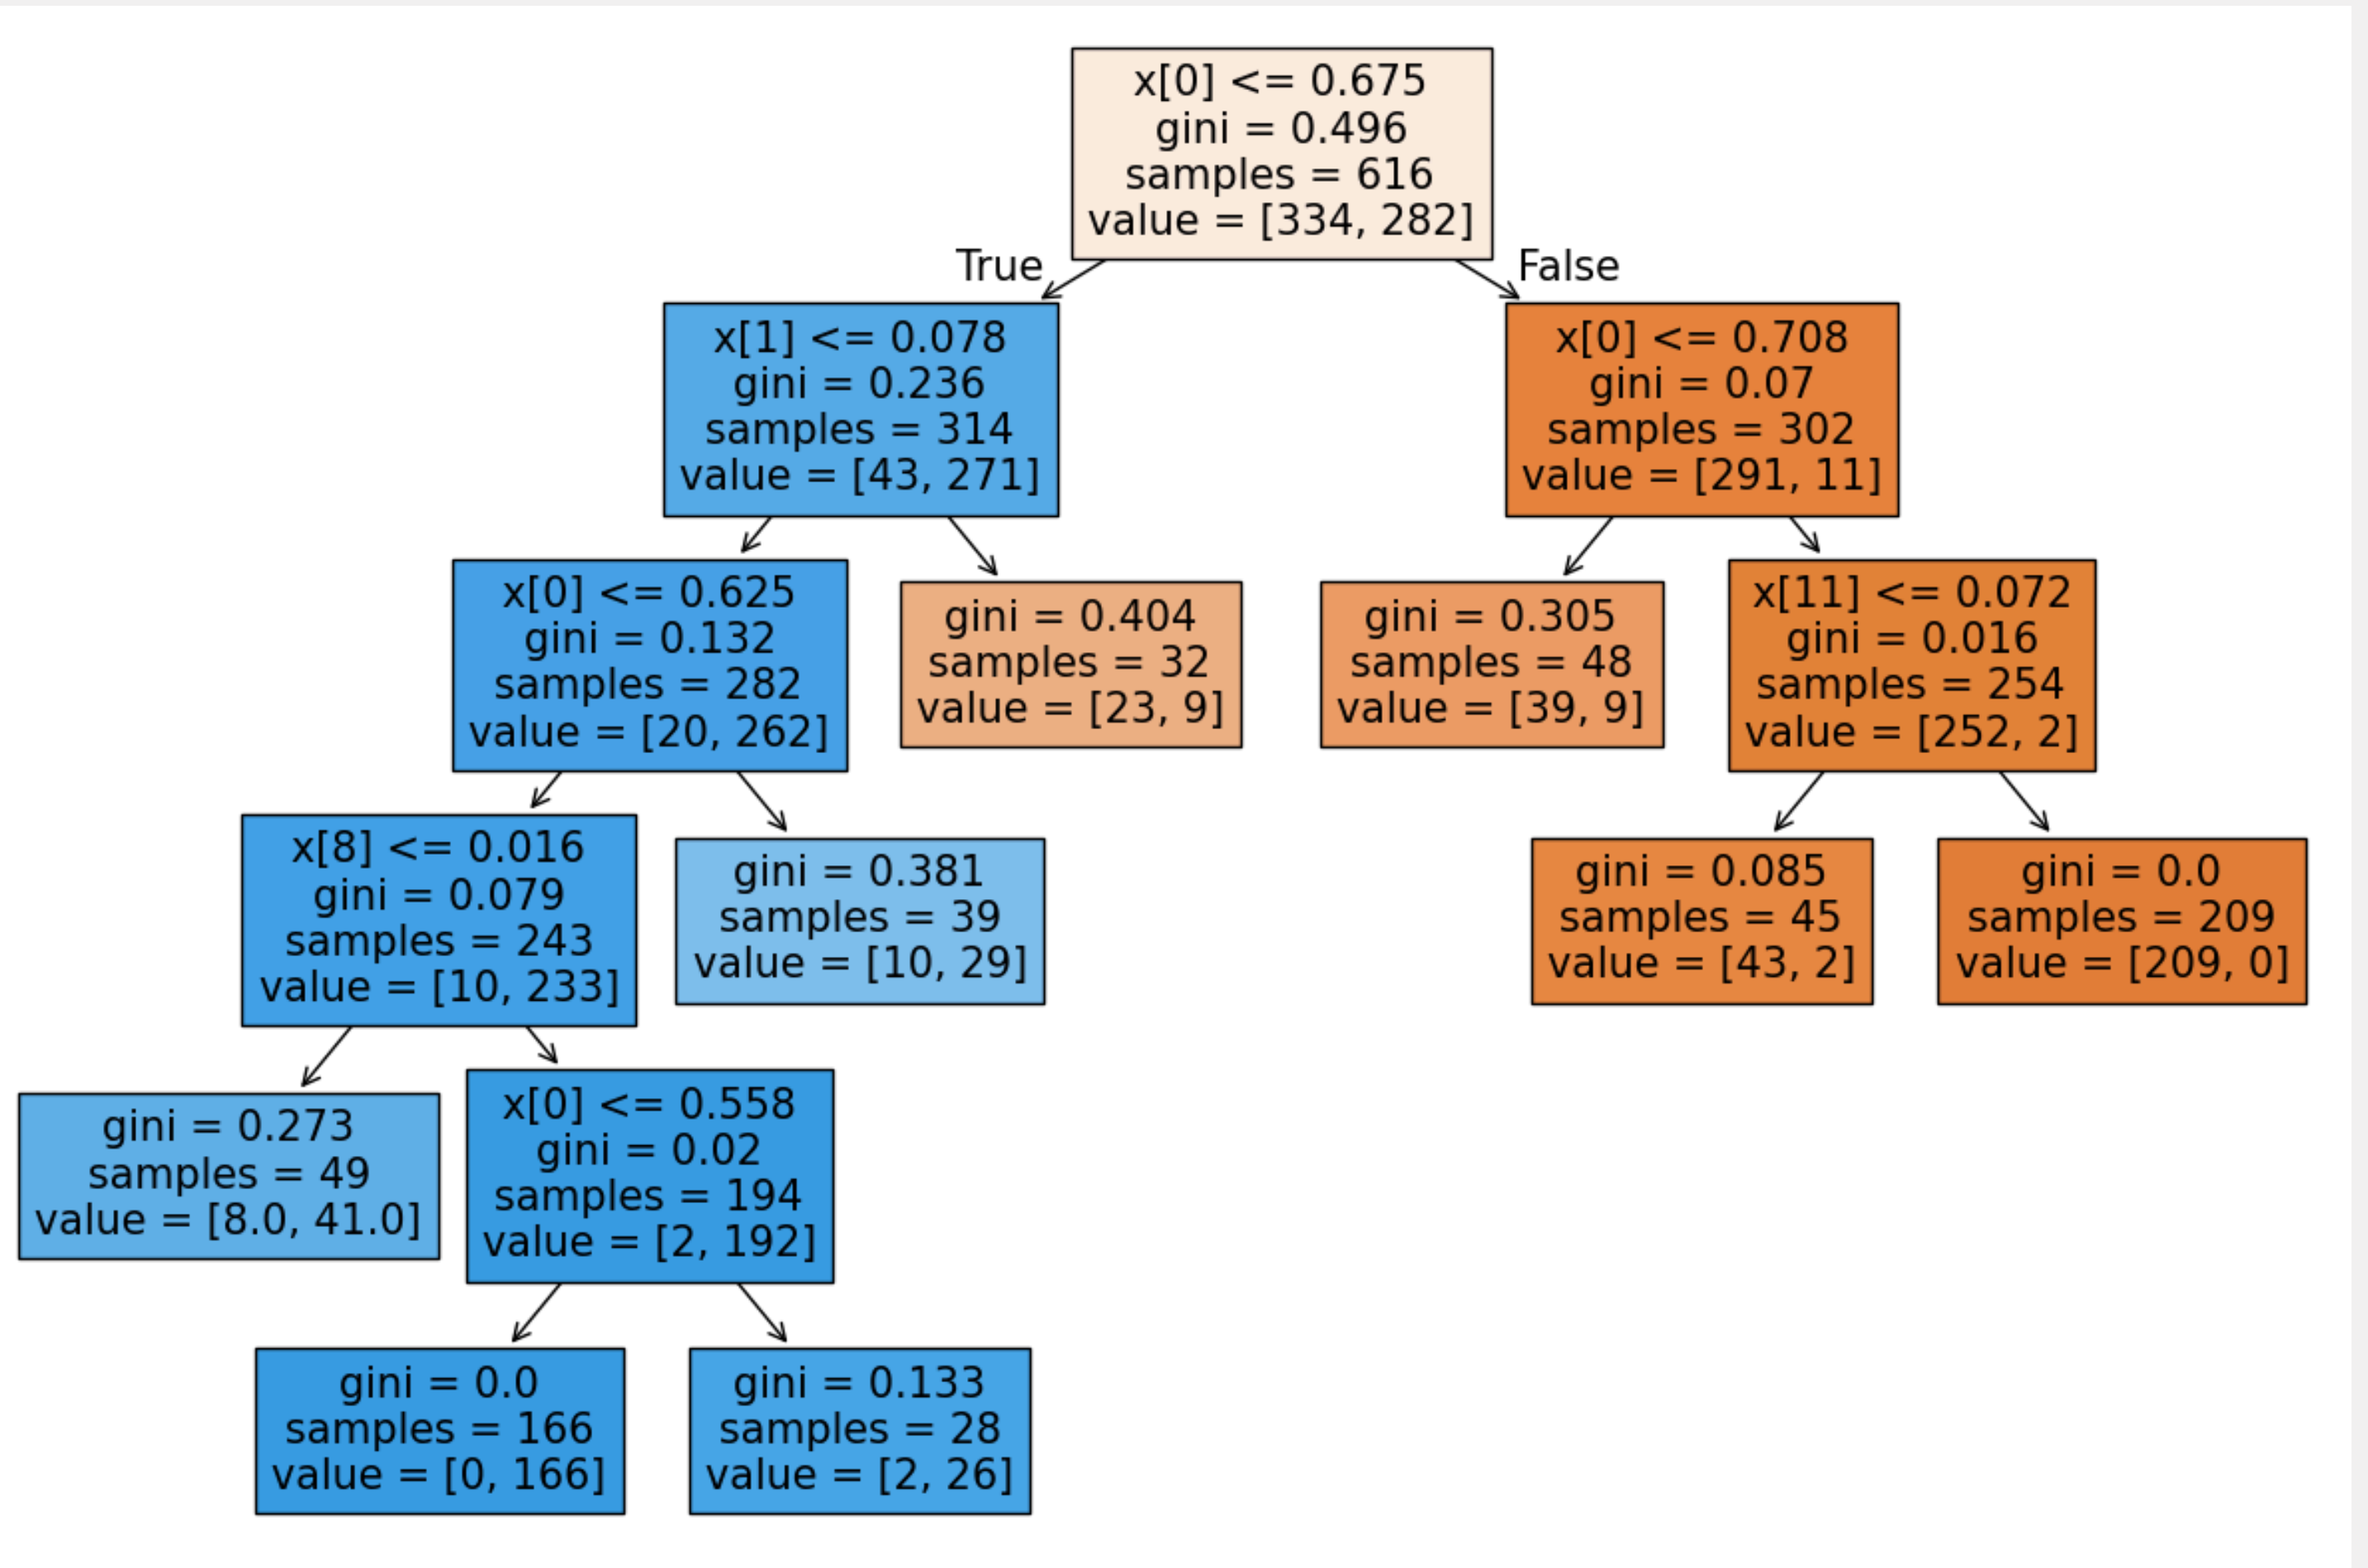 x[0] <= 0.675
gini = 0.496
samples = 616
value = [334, 282]
True
False
x[1] <= 0.078
gini = 0.236
samples = 314
value = [43, 271]
x[0] <= 0.708
gini = 0.07
samples = 302
value = [291, 11]
x[0] <= 0.625
gini = 0.132
samples = 282
value = [20, 262]
gini = 0.404
samples = 32
value = [23, 9]
gini = 0.305
samples = 48
value = [39, 9]
x[11] <= 0.072
gini = 0.016
samples = 254
value = [252, 2]
x[8] <= 0.016
gini = 0.079
samples = 243
value = [10, 233]
gini = 0.381
samples = 39
value = [10, 29]
gini = 0.085
samples = 45
value = [43, 2]
gini = 0.0
samples = 209
value = [209, 0]
gini = 0.273
samples = 49
value = [8.0, 41.0]
x[0] <= 0.558
gini = 0.02
samples = 194
value = [2, 192]
gini = 0.0
samples = 166
value = [0, 166]
gini = 0.133
samples = 28
value = [2, 26]